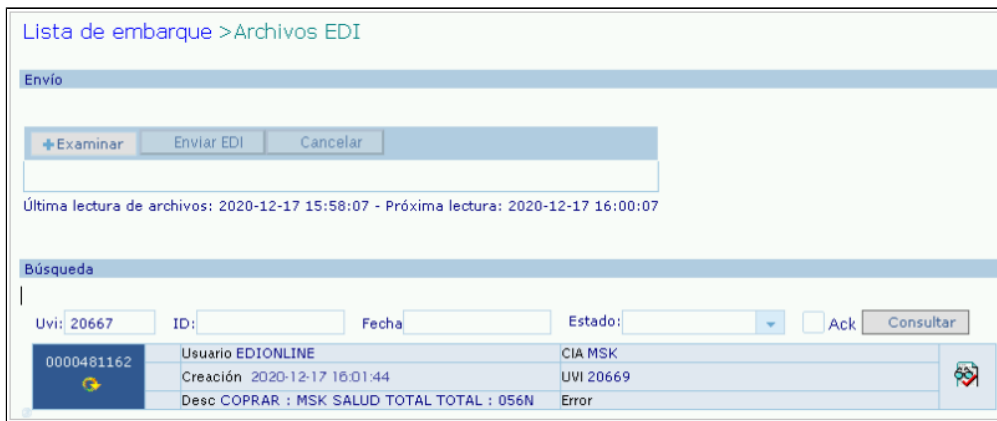 Lista de embarque >Archivos EDI
Envío
+Examinar Enviar EDI Cancelar
Última lectura de archivos: 2020-12-17 15:58:07 - Próxima lectura: 2020-12-17 16:00:07
Búsqueda
Uvi: 20667 ID: Fecha Estado: Ack Consultar
0000481162
Usuario EDIONLINE CIA MSK
Creación 2020-12-17 16:01:44 UVI 20669
Desc COPRAR : MSK SALUD TOTAL TOTAL : 056N Error